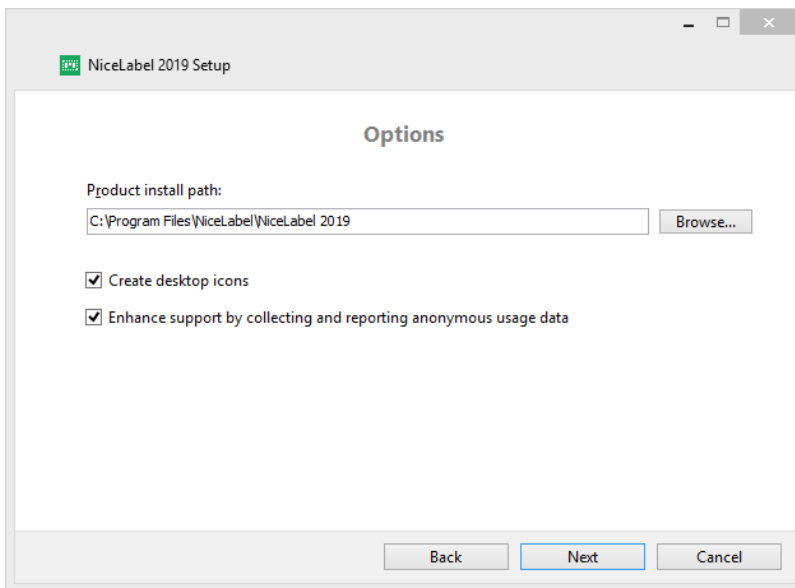 NiceLabel 2019 Setup
Options
Product install path:
C:\Program Files\NiceLabel\NiceLabel 2019
Browse...
Create desktop icons
Enhance support by collecting and reporting anonymous usage data
Back Next Cancel